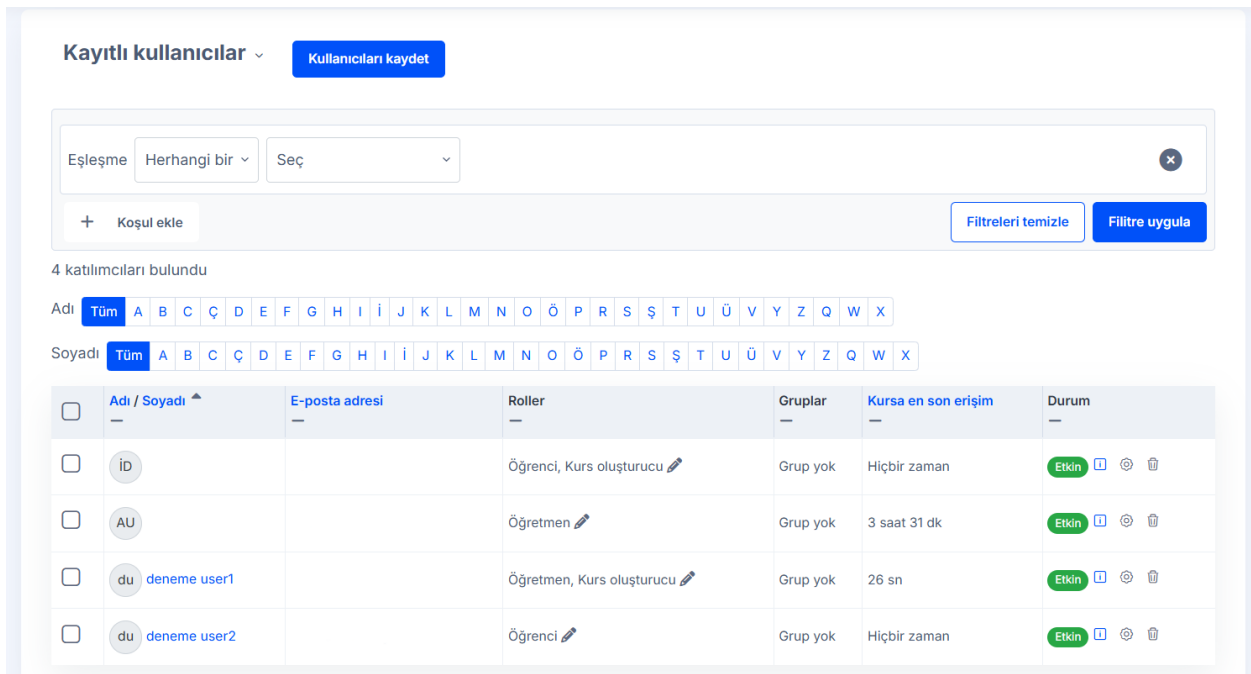 Kayıtlı kullanıcılar
Kullanıcıları kaydet
Eşleşme Herhangi bir Seç
+ Koşul ekle
Filtreleri temizle Filitre uygula
4 katılımcıları bulundu
Adı Tüm A B C Ç D E F G H I İ J K L M N O Ö P R S Ş T U Ü V Y Z Q W X
Soyadı Tüm A B C Ç D E F G H I İ J K L M N O Ö P R S Ş T U Ü V Y Z Q W X
Adı / Soyadı E-posta adresi Roller Gruplar Kursa en son erişim Durum
İD Öğrenci, Kurs oluşturucu Grup yok Hiçbir zaman Etkin
AU Öğretmen Grup yok 3 saat 31 dk Etkin
du deneme user1 Öğretmen, Kurs oluşturucu Grup yok 26 sn Etkin
du deneme user2 Öğrenci Grup yok Hiçbir zaman Etkin